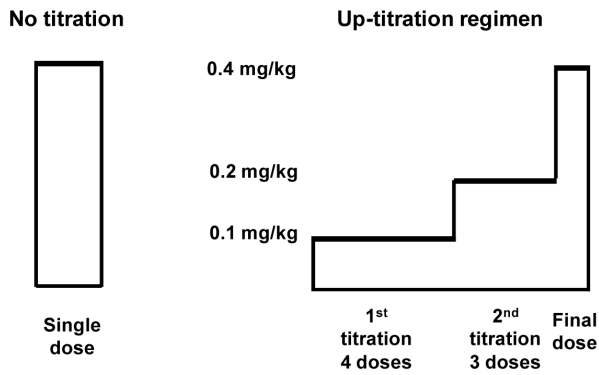 No titration
Up-titration regimen
0.4 mg/kg
0.2 mg/kg
0.1 mg/kg
Single
dose
1st
titration
4 doses
2nd
titration
3 doses
Final
dose